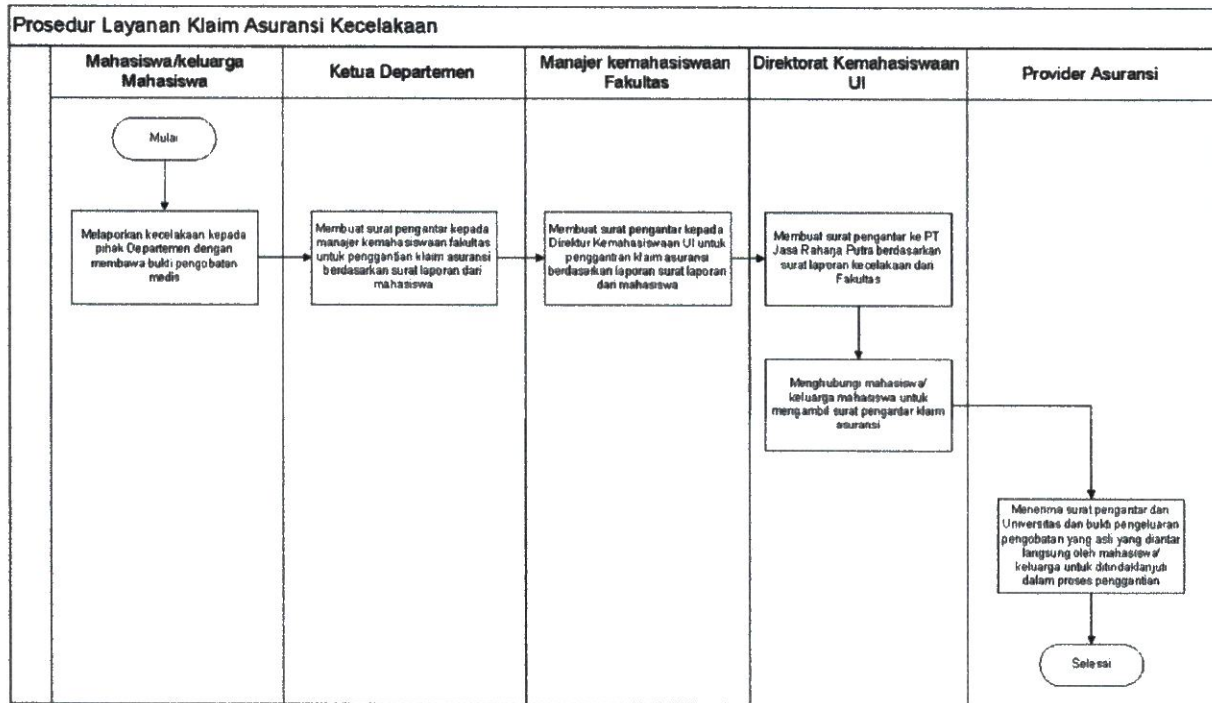 Prosedur Layanan Klaim Asuransi Kecelakaan
Mahasiswa/keluarga
Mahasiswa
Ketua Departemen
Manajer kemahasiswaan
Fakultas
Direktorat Kemahasiswaan
UI
Provider Asuransi
Mulai
Melaporkan kecelakaan kepada
pihak Departemen dengan
membawa bukti pengobatan
medis
Membuat surat pengantar kepada
manajer kemahasiswaan fakultas
untuk penggantian klaim asuransi
berdasarkan surat laporan dari
mahasiswa
Membuat surat pengantar kepada
Direktur Kemahasiswaan UI untuk
penggantian klaim asuransi
berdasarkan laporan surat laporan
dari mahasiswa
Membuat surat pengantar ke PT
Jasa Raharja Putra berdasarkan
surat laporan kecelakaan dari
Fakultas
Menghubungi mahasiswa/
keluarga mahasiswa untuk
mengambil surat pengantar klaim
asuransi
Menerima surat pengantar dari
Universitas dan bukti pengeluaran
pengobatan yang asli yang diantar
langsung oleh mahasiswa/
keluarga untuk ditindaklanjuti
dalam proses penggantian
Selesai